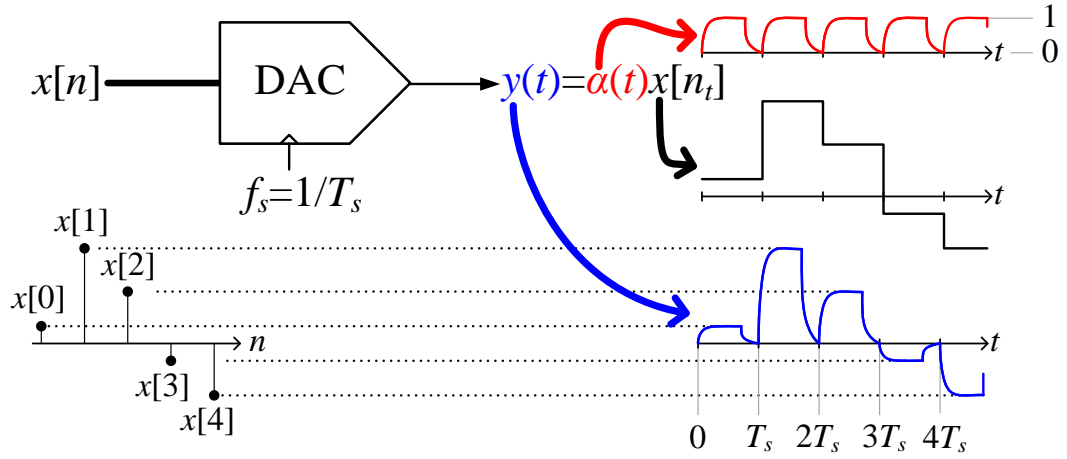 x[n]
DAC
y(t)=α(t)x[n_t]
f_s=1/T_s
1
0
t
t
x[1]
x[2]
x[0]
n
x[3]
x[4]
t
0
T_s
2T_s
3T_s
4T_s